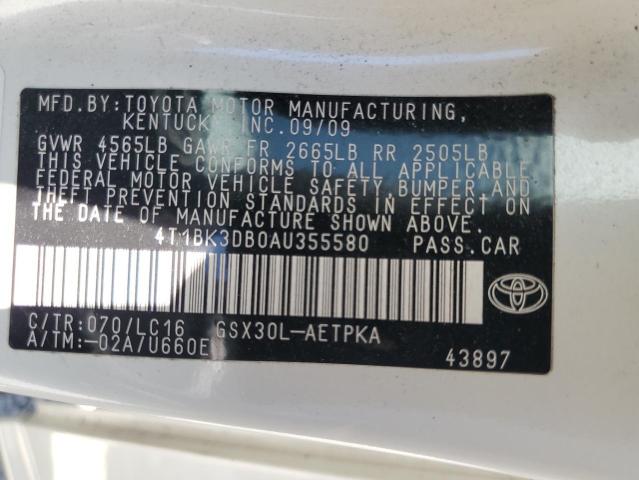 MFD.BY:TOYOTA MOTOR MANUFACTURING,
KENTUCK INC.09/09
GVWR 4565LB GAWR FR 2665LB RR 2505LB
THIS VEHICLE CONFORMS TO ALL APPLICABLE
FEDERAL MOTOR VEHICLE SAFETY, BUMPER AND
THEFT PREVENTION STANDARDS IN EFFECT ON
THE DATE OF MANUFACTURE SHOWN ABOVE.
4T1BK3DB0AU355580 PASS.CAR
C/TR:070/LC16 GSX30L-AETPKA
A/TM:-02A/U660E
43897